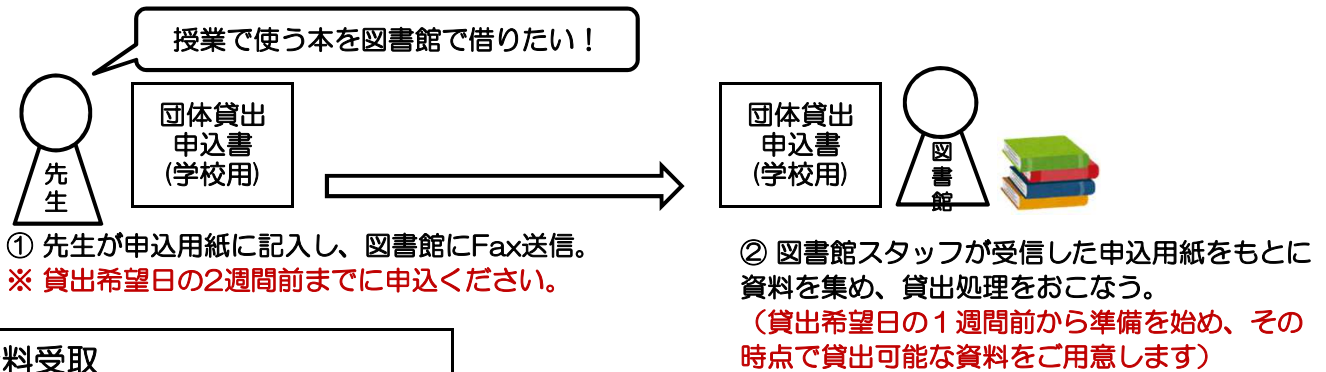 授業で使う本を図書館で借りたい！
団体貸出
申込書
(学校用)
先
生
① 先生が申込用紙に記入し、図書館にFax送信。
※ 貸出希望日の2週間前までに申込ください。
団体貸出
申込書
(学校用)
図
書
館
② 図書館スタッフが受信した申込用紙をもとに
資料を集め、貸出処理をおこなう。
（貸出希望日の１週間前から準備を始め、その
時点で貸出可能な資料をご用意します）
料受取